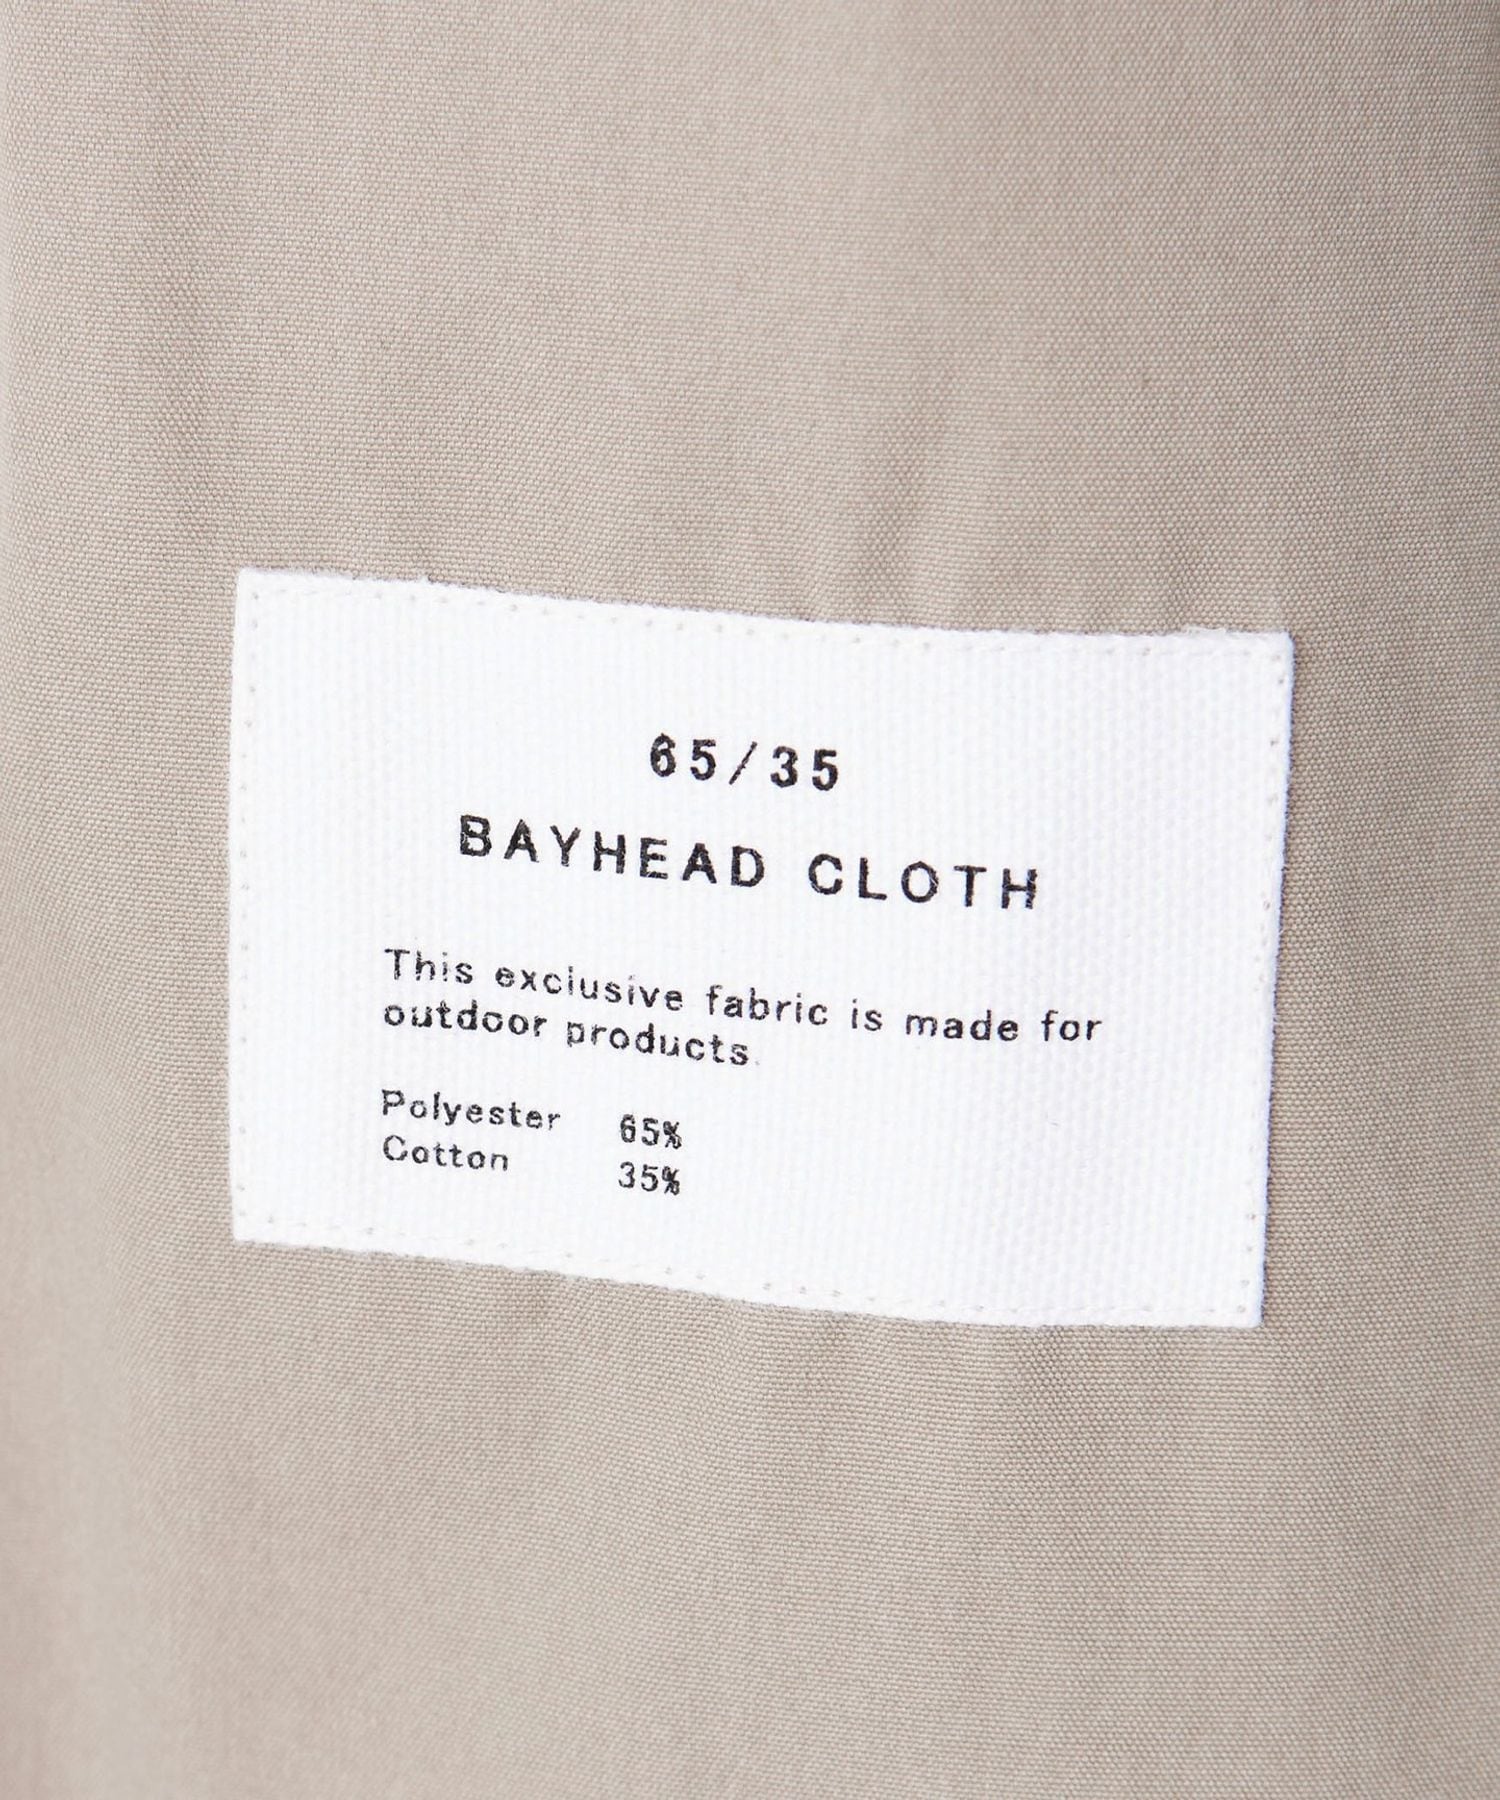 65/35
BAYHEAD CLOTH
This exclusive fabric is made for
outdoor products.
Polyester 65%
Cotton 35%